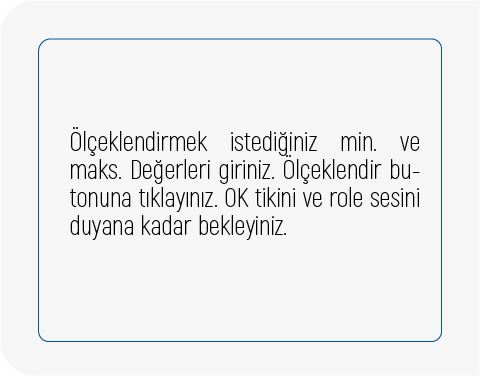 Ölçeklendirmek istediğiniz min. ve
maks. Değerleri giriniz. Ölçeklendir bu-
tonuna tıklayınız. OK tikini ve role sesini
duyana kadar bekleyiniz.